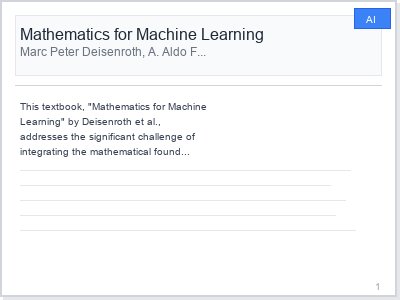 AI
Mathematics for Machine Learning
Marc Peter Deisenroth, A. Aldo F...
This textbook, "Mathematics for Machine
Learning" by Deisenroth et al.,
addresses the significant challenge of
integrating the mathematical found...
1